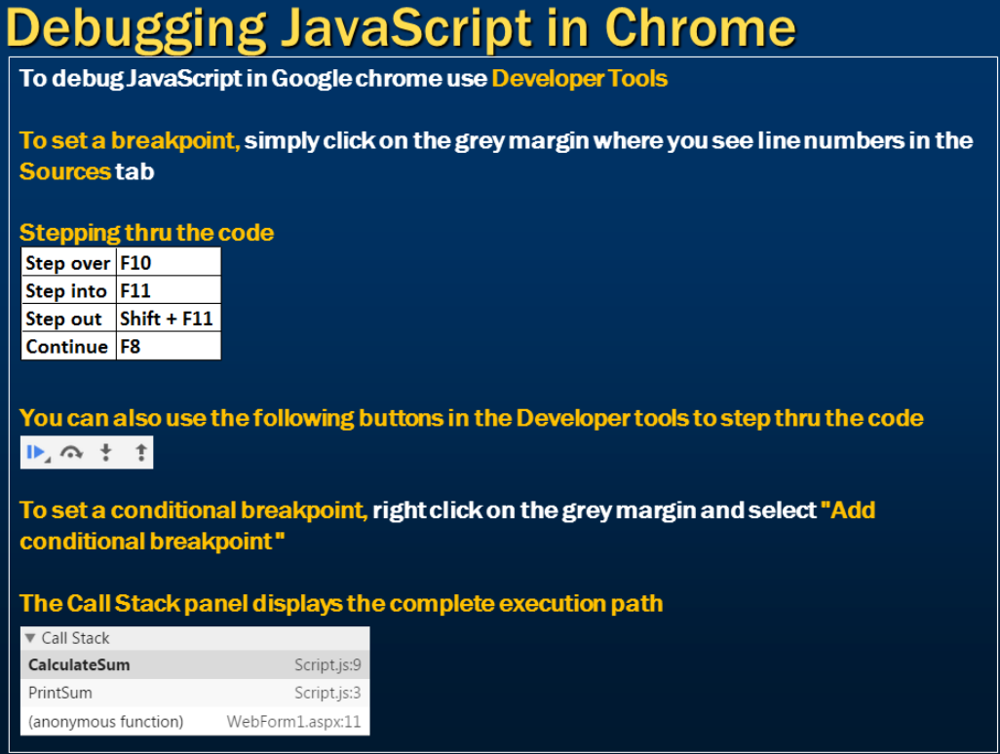 Debugging JavaScript in Chrome
To debug JavaScript in Google chrome use Developer Tools
To set a breakpoint, simply click on the grey margin where you see line numbers in the
Sources tab
Stepping thru the code
Step over F10
Step into F11
Step out Shift + F11
Continue F8
You can also use the following buttons in the Developer tools to step thru the code
To set a conditional breakpoint, right click on the grey margin and select "Add
conditional breakpoint"
The Call Stack panel displays the complete execution path
Call Stack
CalculateSum Script.js:9
PrintSum Script.js:3
(anonymous function) WebForm1.aspx:11